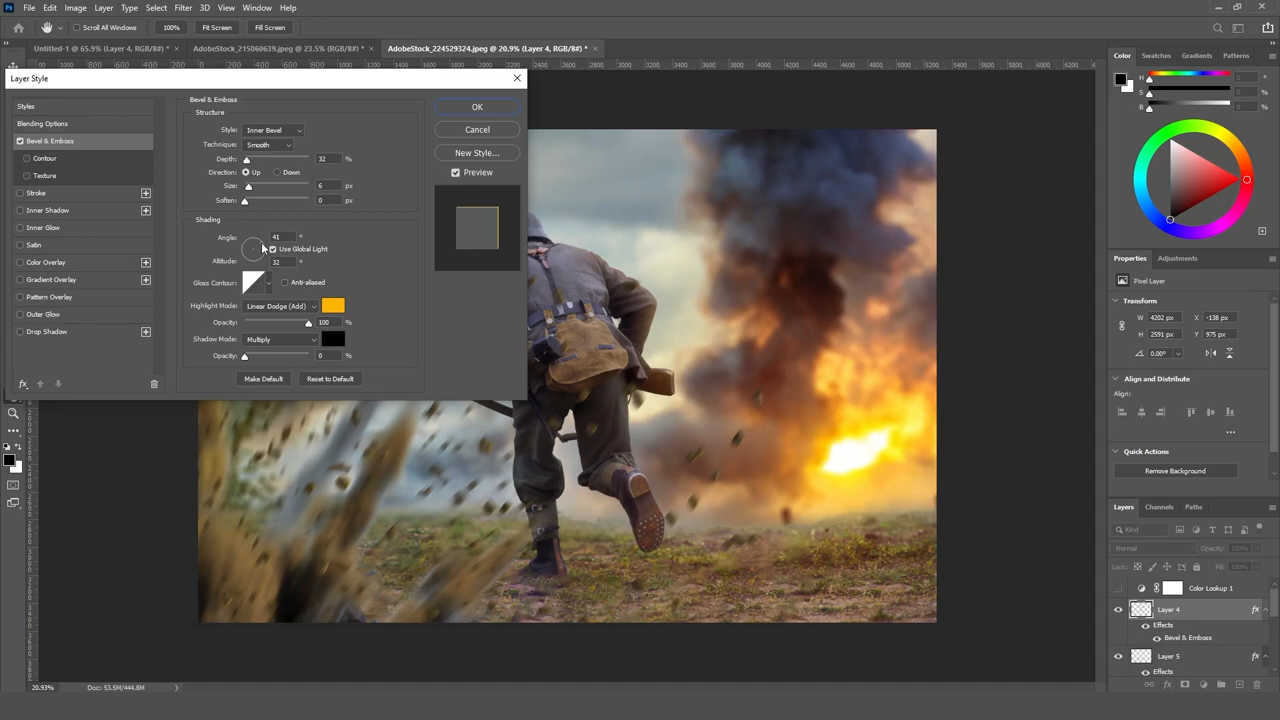 Ps File Edit Image Layer Type Select Filter 3D View Window Help
Scroll All Windows 100% Fit Screen Fill Screen
Untitled-1 @ 65.9% (Layer 4, RGB/8#) * × AdobeStock_215060639.jpeg @ 23.5% (RGB/8#) * × AdobeStock_224529324.jpeg @ 20.9% (Layer 4, RGB/8#) * ×
Layer Style
Styles
Blending Options
Bevel & Emboss
Contour
Texture
Stroke
Inner Shadow
Inner Glow
Satin
Color Overlay
Gradient Overlay
Pattern Overlay
Outer Glow
Drop Shadow
fx
Bevel & Emboss
Structure
Style: Inner Bevel
Technique: Smooth
Depth: 32 %
Direction: Up Down
Size: 6 px
Soften: 0 px
Shading
Angle: 41 °
Use Global Light
Altitude: 32 °
Gloss Contour: Anti-aliased
Highlight Mode: Linear Dodge (Add)
Opacity: 100 %
Shadow Mode: Multiply
Opacity: 0 %
Make Default Reset to Default
OK
Cancel
New Style...
Preview
20.93% Doc: 53.5M/444.8M
Color Swatches Gradients Patterns
H °
S %
B %
Properties Adjustments
Pixel Layer
Transform
W 4202 px X -138 px
H 2591 px Y 975 px
0.00°
Align and Distribute
Align:
Quick Actions
Remove Background
Layers Channels Paths
Kind
Normal Opacity: 100%
Lock: Fill: 100%
Color Lookup 1
Layer 4 fx
Effects
Bevel & Emboss
Layer 5 fx
Effects